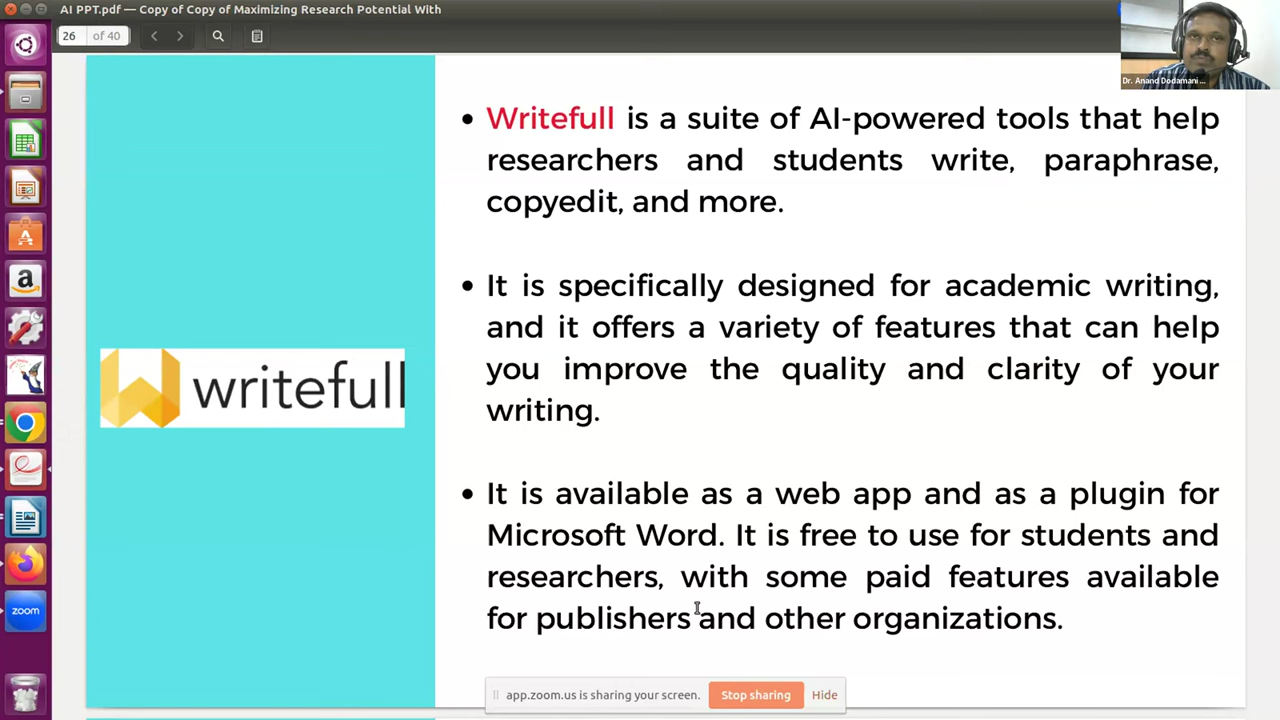 AI PPT.pdf — Copy of Copy of Maximizing Research Potential With
26 of 40
Dr. Anand Dodamani ...
• Writefull is a suite of AI-powered tools that help
researchers and students write, paraphrase,
copyedit, and more.
• It is specifically designed for academic writing,
and it offers a variety of features that can help
you improve the quality and clarity of your
writing.
writefull
• It is available as a web app and as a plugin for
Microsoft Word. It is free to use for students and
researchers, with some paid features available
for publishers and other organizations.
zoom
app.zoom.us is sharing your screen. Stop sharing Hide